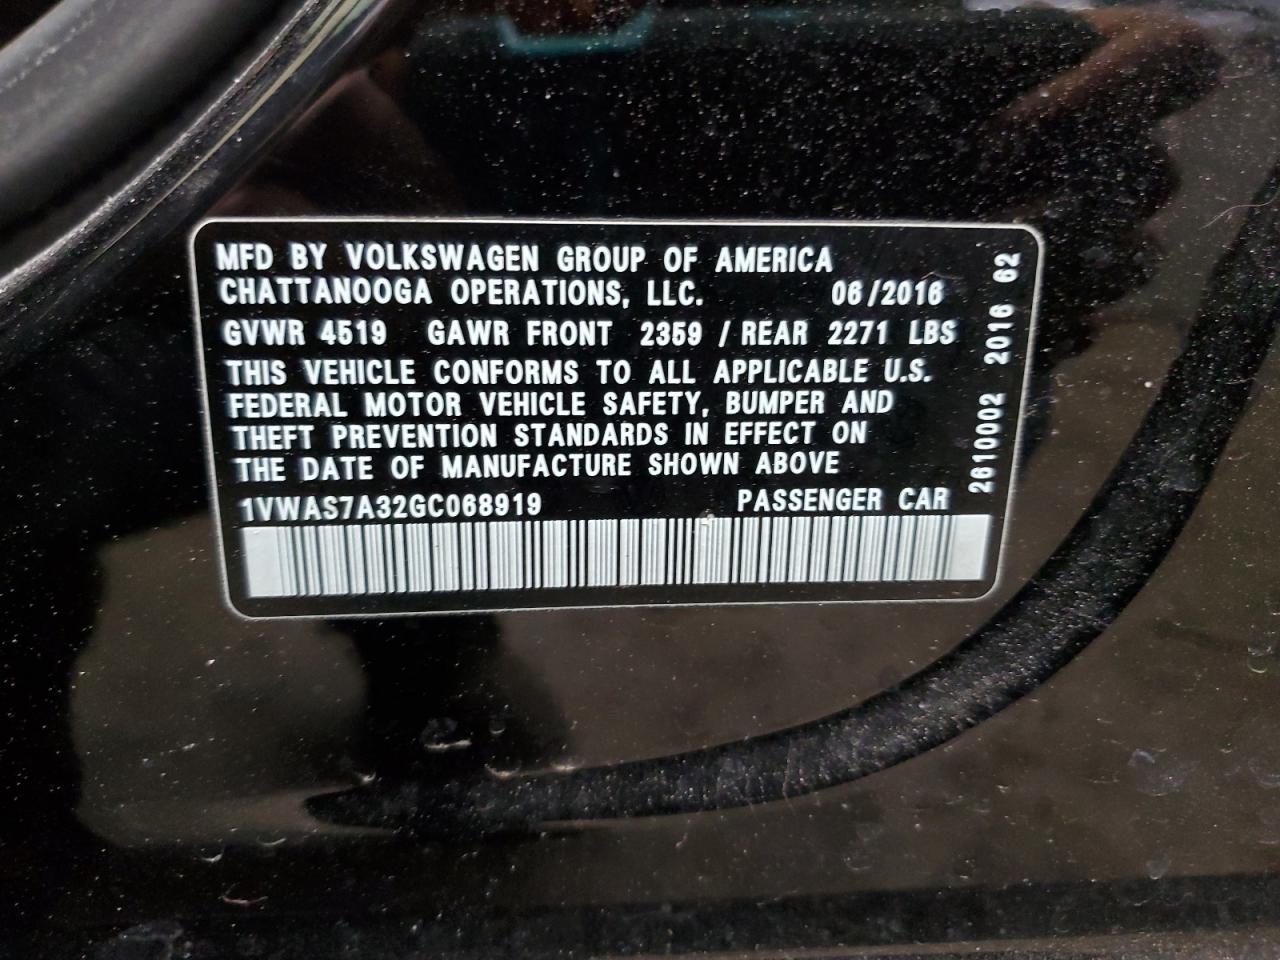 MFD BY VOLKSWAGEN GROUP OF AMERICA
CHATTANOOGA OPERATIONS, LLC. 06/2016
GVWR 4519 GAWR FRONT 2359 / REAR 2271 LBS
THIS VEHICLE CONFORMS TO ALL APPLICABLE U.S.
FEDERAL MOTOR VEHICLE SAFETY, BUMPER AND
THEFT PREVENTION STANDARDS IN EFFECT ON
THE DATE OF MANUFACTURE SHOWN ABOVE
1VWAS7A32GC068919 PASSENGER CAR
2610002 2016 62